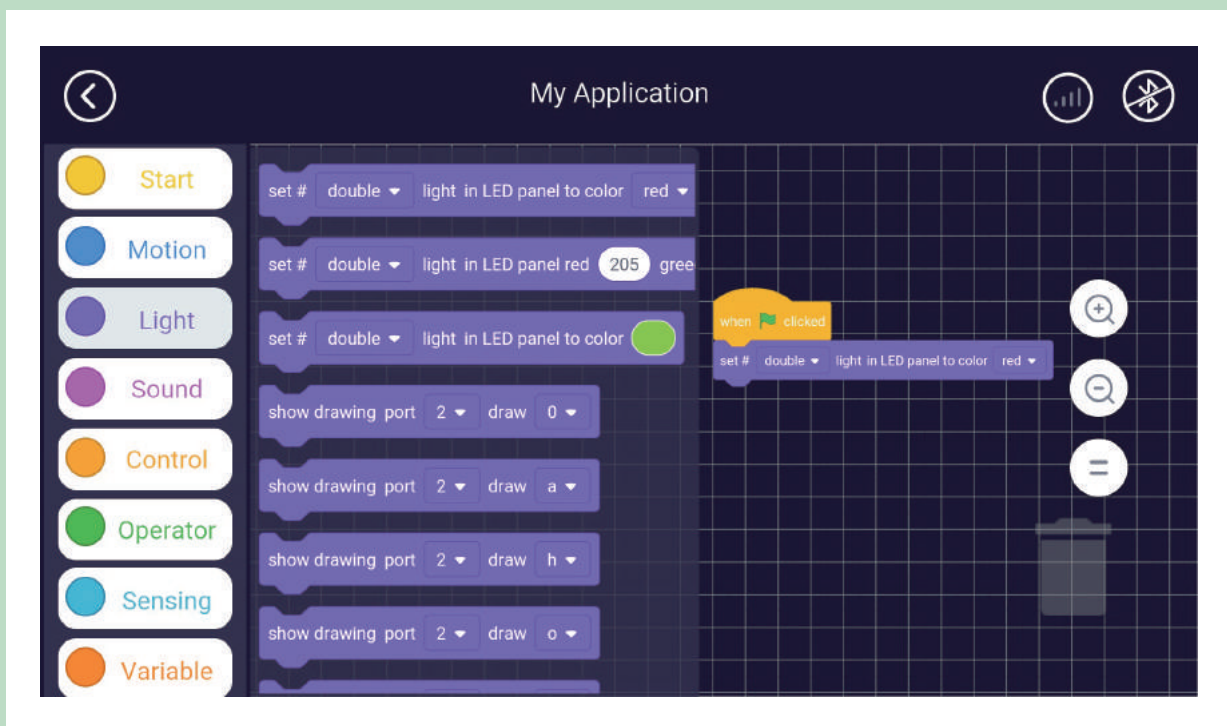 My Application
Start
Motion
Light
Sound
Control
Operator
Sensing
Variable
set # double light in LED panel to color red
set # double light in LED panel red 205 gree
set # double light in LED panel to color
show drawing port 2 draw 0
show drawing port 2 draw a
show drawing port 2 draw h
show drawing port 2 draw o
when clicked
set # double light in LED panel to color red